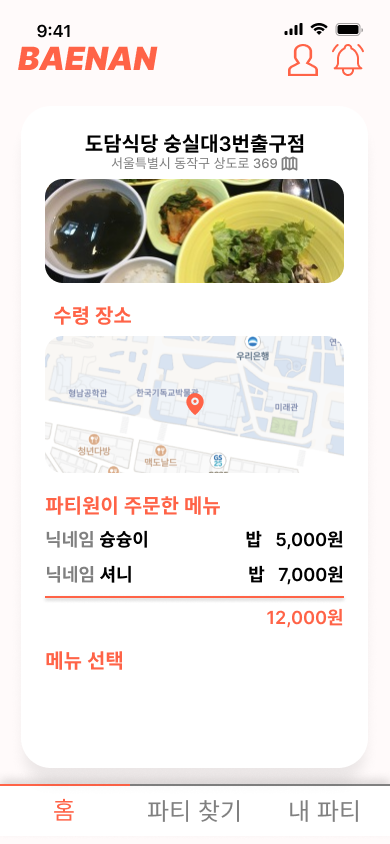 9:41
BAENAN
도담식당 숭실대3번출구점
서울특별시 동작구 상도로 369
수령 장소
우리은행
연구
형남공학관
한국기독교박물관
미래관
청년다방
맥도날드
GS
25
파티원이 주문한 메뉴
닉네임 슝슝이 밥 5,000원
닉네임 셔니 밥 7,000원
12,000원
메뉴 선택
홈 파티 찾기 내 파티